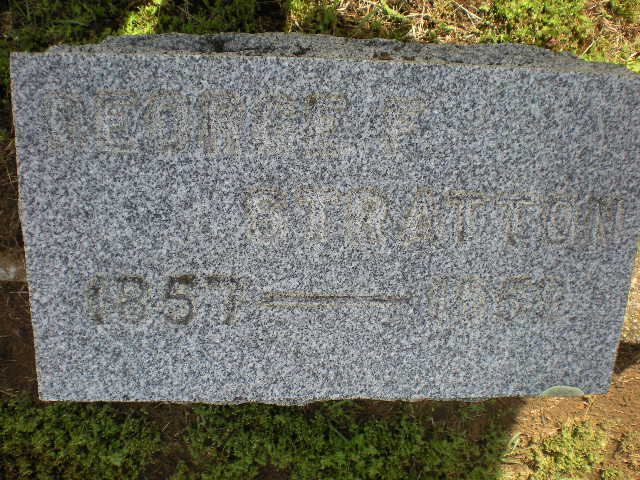 GEORGE F
STRATTON
1857 —